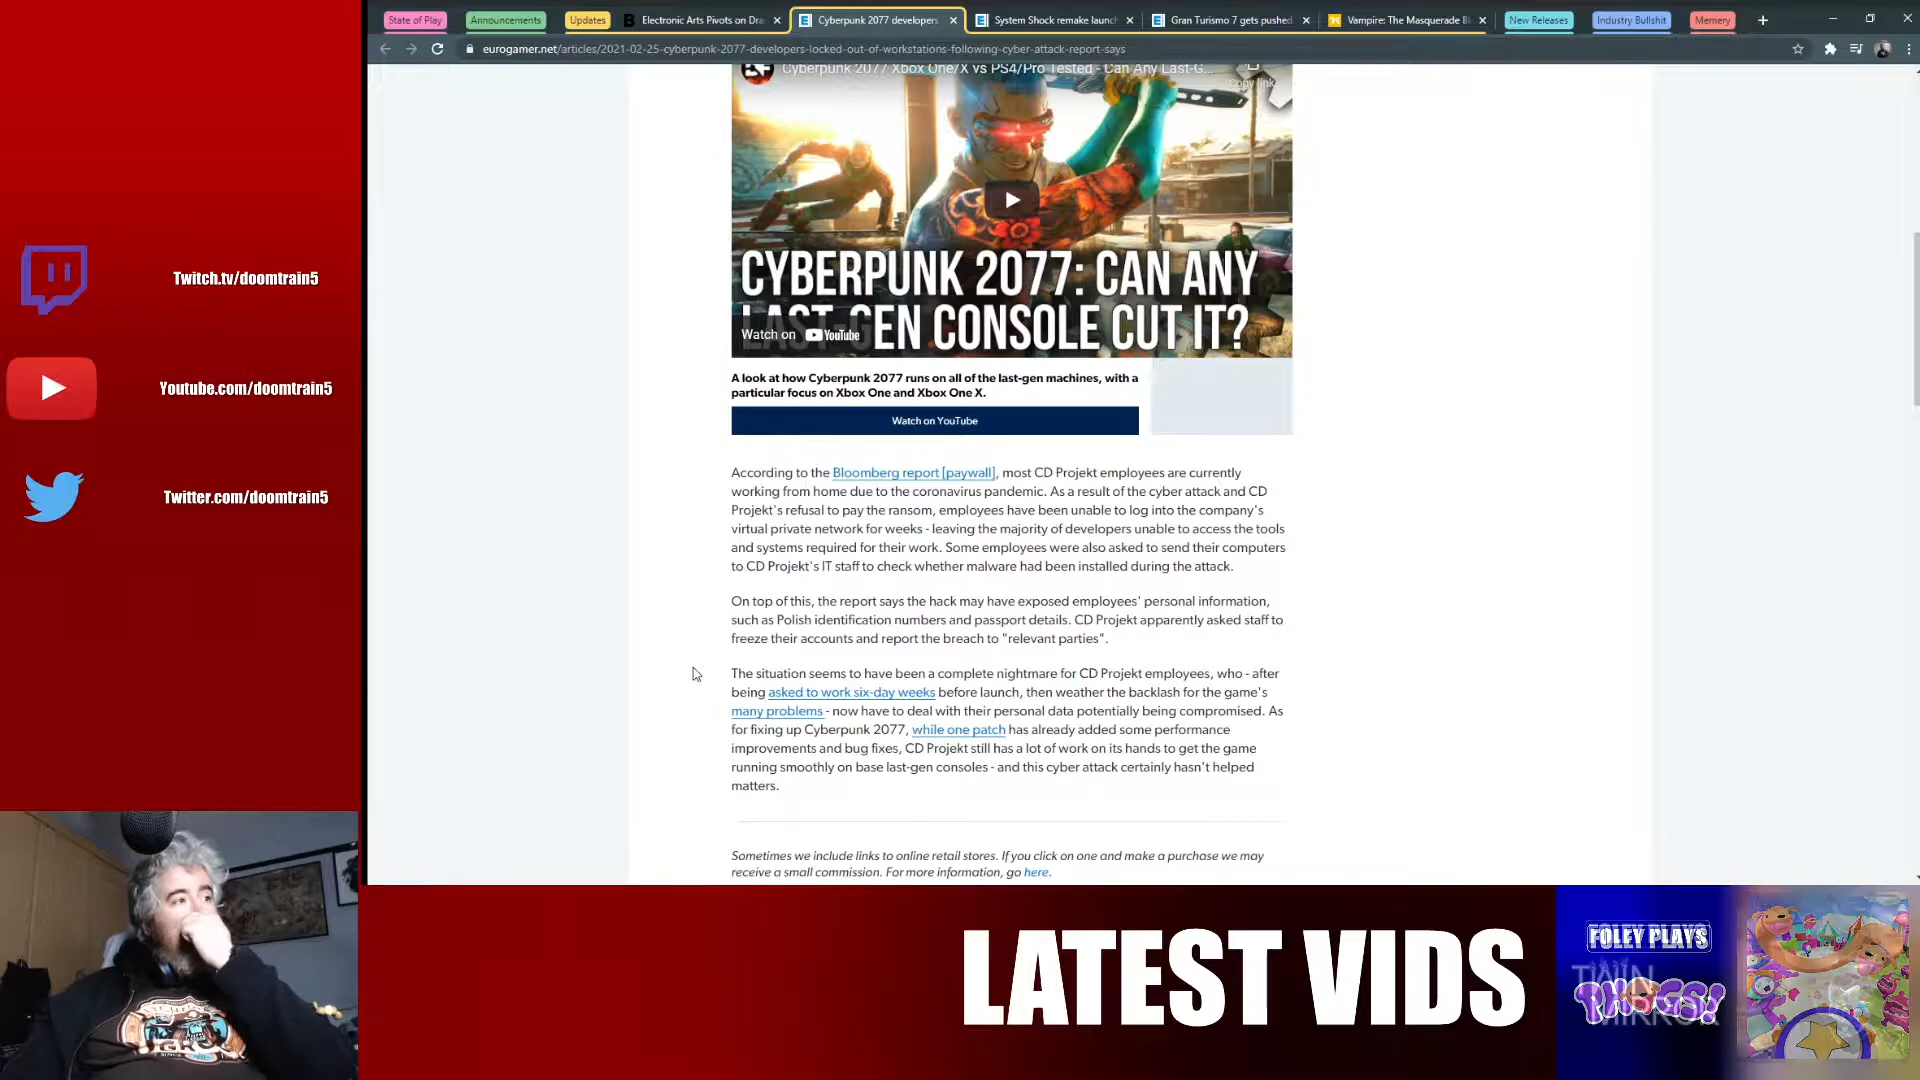 State of Play
Announcements
Updates
Electronic Arts Pivots on Dra
Cyberpunk 2077 developers
System Shock remake launc
Gran Turismo 7 gets pushed
Vampire: The Masquerade Bl
New Releases
Industry Bullshit
Memery
eurogamer.net/articles/2021-02-25-cyberpunk-2077-developers-locked-out-of-workstations-following-cyber-attack-report-says
Cyberpunk 2077 Xbox One/X vs PS4/Pro Tested - Can Any Last-G...
Copy link
CYBERPUNK 2077: CAN ANY
LAST-GEN CONSOLE CUT IT?
Watch on YouTube
A look at how Cyberpunk 2077 runs on all of the last-gen machines, with a
particular focus on Xbox One and Xbox One X.
Watch on YouTube
According to the Bloomberg report [paywall], most CD Projekt employees are currently
working from home due to the coronavirus pandemic. As a result of the cyber attack and CD
Projekt's refusal to pay the ransom, employees have been unable to log into the company's
virtual private network for weeks - leaving the majority of developers unable to access the tools
and systems required for their work. Some employees were also asked to send their computers
to CD Projekt's IT staff to check whether malware had been installed during the attack.
On top of this, the report says the hack may have exposed employees' personal information,
such as Polish identification numbers and passport details. CD Projekt apparently asked staff to
freeze their accounts and report the breach to "relevant parties".
The situation seems to have been a complete nightmare for CD Projekt employees, who - after
being asked to work six-day weeks before launch, then weather the backlash for the game's
many problems - now have to deal with their personal data potentially being compromised. As
for fixing up Cyberpunk 2077, while one patch has already added some performance
improvements and bug fixes, CD Projekt still has a lot of work on its hands to get the game
running smoothly on base last-gen consoles - and this cyber attack certainly hasn't helped
matters.
Sometimes we include links to online retail stores. If you click on one and make a purchase we may
receive a small commission. For more information, go here.
Twitch.tv/doomtrain5
Youtube.com/doomtrain5
Twitter.com/doomtrain5
LATEST VIDS
FOLEY PLAYS
TWIN
PHOGS!
MIRROR